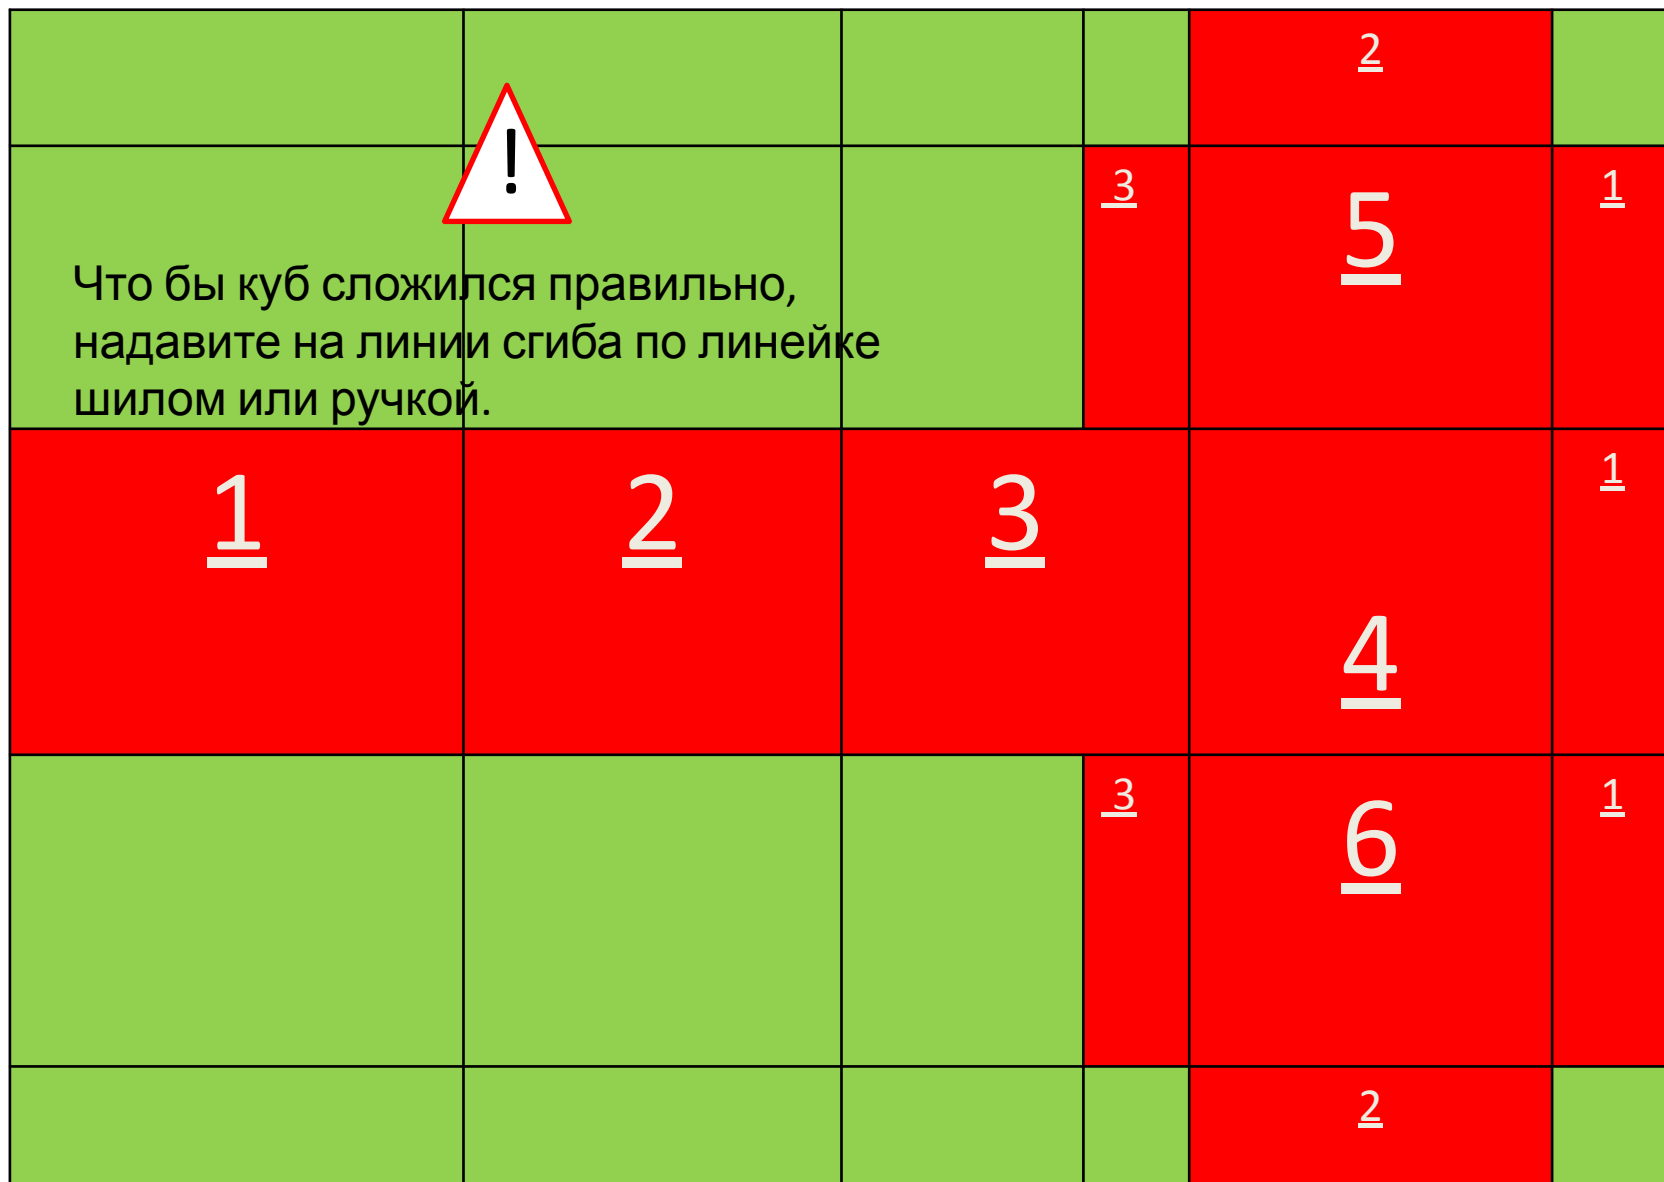 2
!
3 5 1
Что бы куб сложился правильно,
надавите на линии сгиба по линейке
шилом или ручкой.
1 2 3 1
4
3 6 1
2